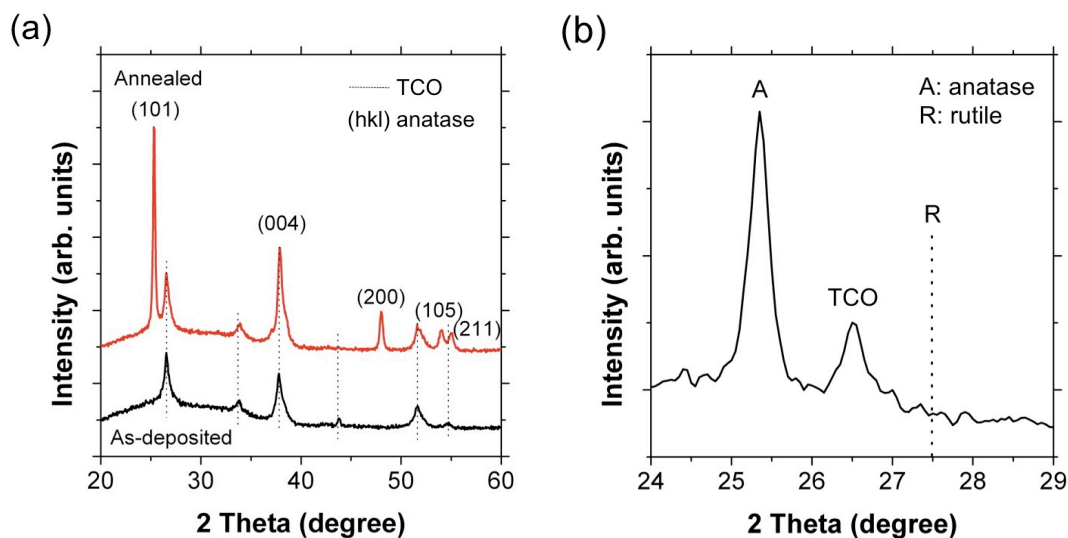 (a)
Annealed
(101)
TCO
(hkl) anatase
(004)
(200)
(105)
(211)
As-deposited
Intensity (arb. units)
20 30 40 50 60
2 Theta (degree)
(b)
A
A: anatase
R: rutile
R
TCO
Intensity (arb. units)
24 25 26 27 28 29
2 Theta (degree)